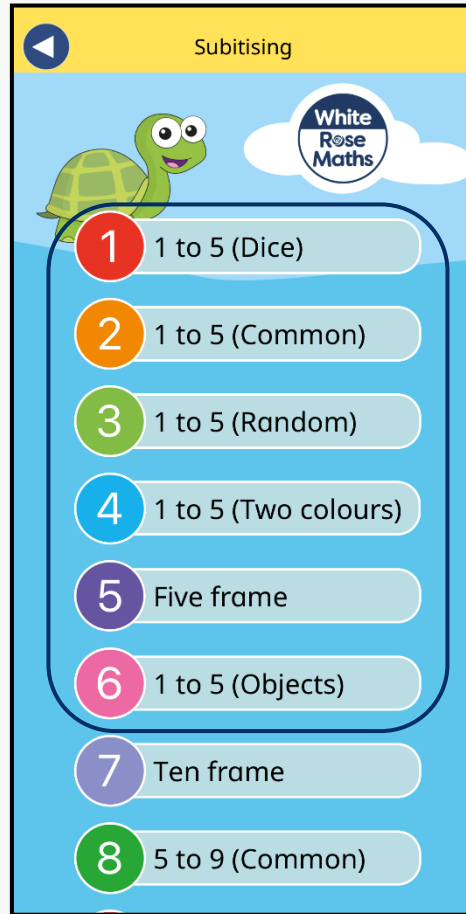 Subitising
White
Rose
Maths
1 1 to 5 (Dice)
2 1 to 5 (Common)
3 1 to 5 (Random)
4 1 to 5 (Two colours)
5 Five frame
6 1 to 5 (Objects)
7 Ten frame
8 5 to 9 (Common)